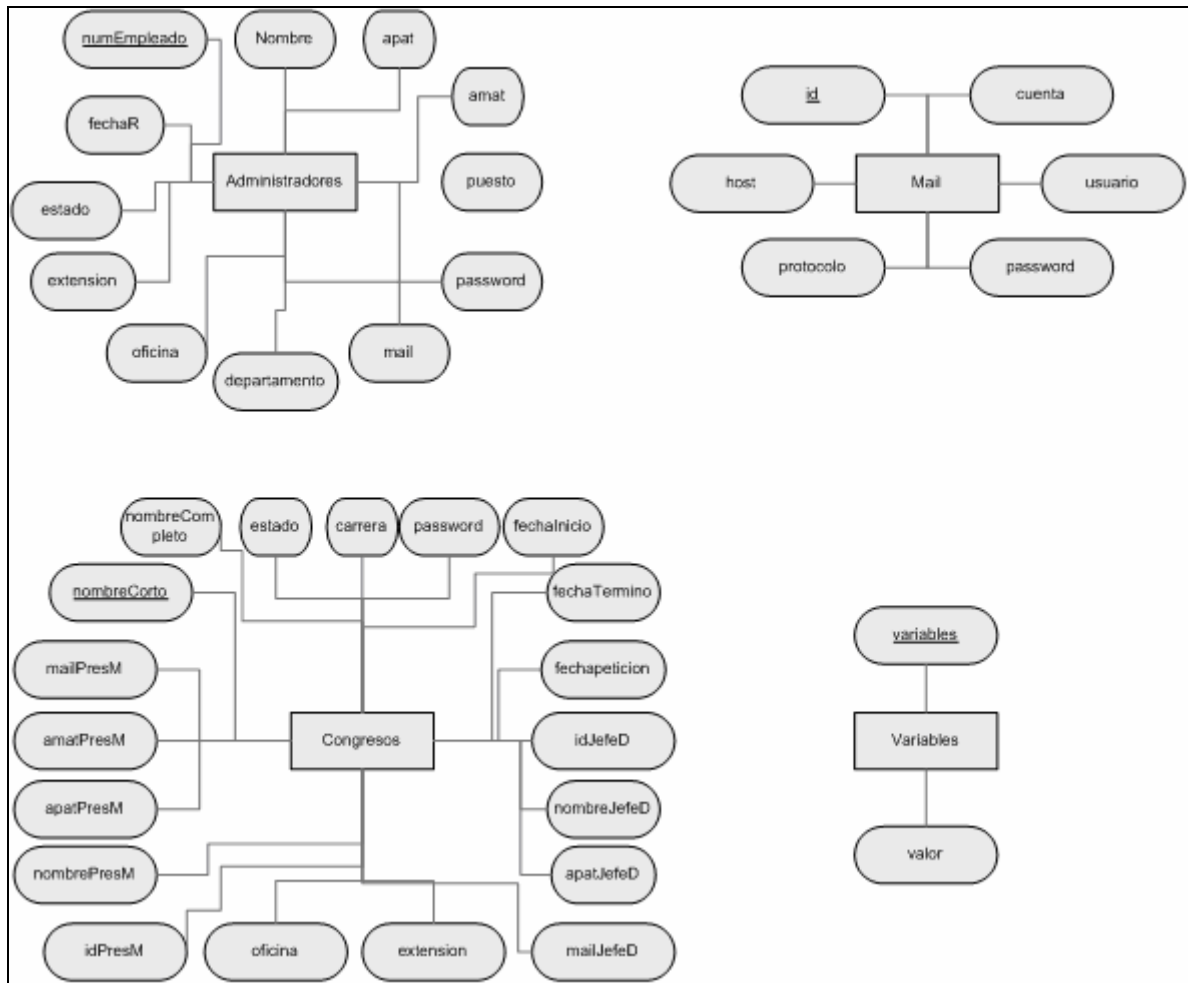 numEmpleado
Nombre
apat
amat
fechaR
Administradores
puesto
estado
extension
password
oficina
mail
departamento
id
cuenta
host
Mail
usuario
protocolo
password
nombreCom
pleto
estado
carrera
password
fechaInicio
nombreCorto
fechaTermino
mailPresM
fechapeticion
amatPresM
Congresos
idJefeD
apatPresM
nombreJefeD
nombrePresM
apatJefeD
idPresM
oficina
extension
mailJefeD
variables
Variables
valor